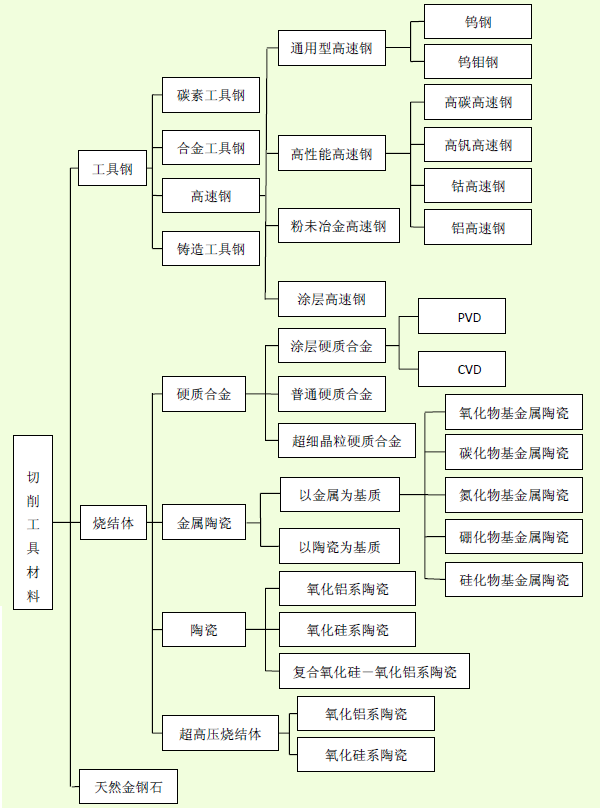 切
削
工
具
材
料
工具钢
碳素工具钢
合金工具钢
高速钢
通用型高速钢
钨钢
钨钼钢
高性能高速钢
高碳高速钢
高钒高速钢
钴高速钢
铝高速钢
粉未冶金高速钢
涂层高速钢
铸造工具钢
烧结体
硬质合金
涂层硬质合金
PVD
CVD
普通硬质合金
超细晶粒硬质合金
金属陶瓷
以金属为基质
氧化物基金属陶瓷
碳化物基金属陶瓷
氮化物基金属陶瓷
硼化物基金属陶瓷
硅化物基金属陶瓷
以陶瓷为基质
陶瓷
氧化铝系陶瓷
氧化硅系陶瓷
复合氧化硅－氧化铝系陶瓷
超高压烧结体
氧化铝系陶瓷
氧化硅系陶瓷
天然金钢石